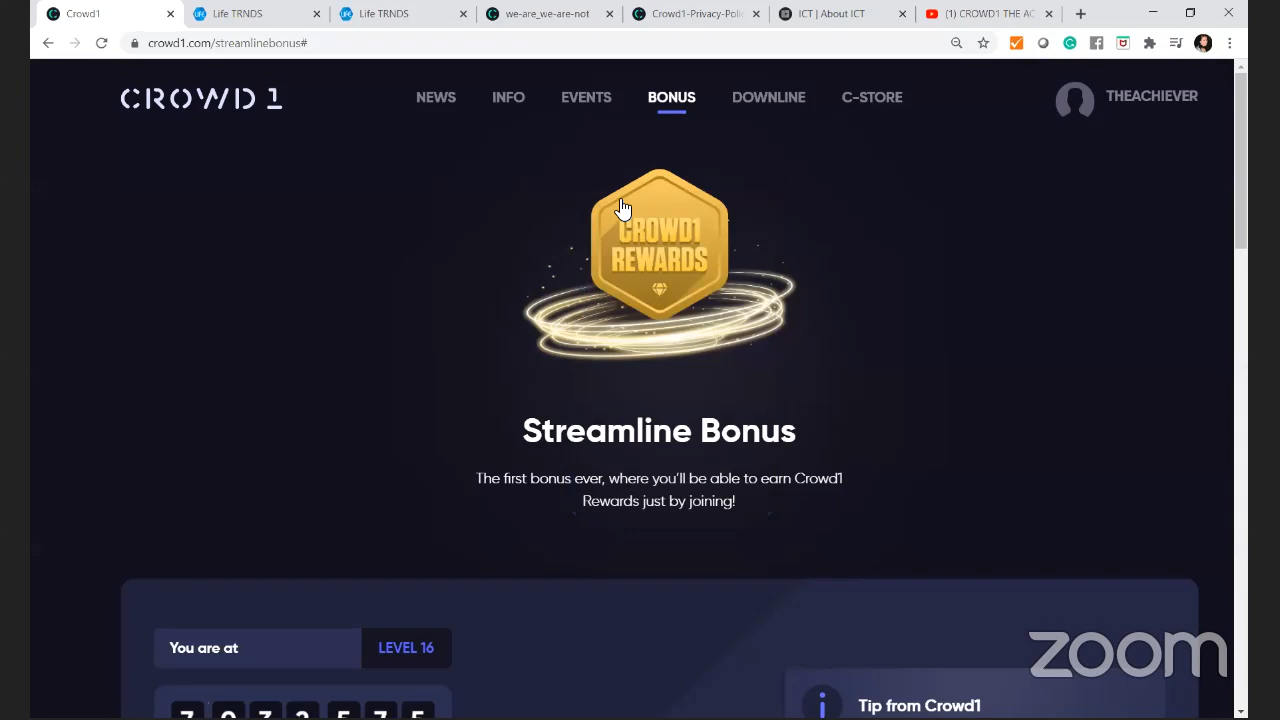 Crowd1
Life TRNDS
Life TRNDS
we-are_we-are-not
Crowd1-Privacy-Po
ICT | About ICT
(1) CROWD1 THE AC
crowd1.com/streamlinebonus#
CROWD 1
NEWS
INFO
EVENTS
BONUS
DOWNLINE
C-STORE
THEACHIEVER
CROWD1
REWARDS
Streamline Bonus
The first bonus ever, where you'll be able to earn Crowd1
Rewards just by joining!
You are at
LEVEL 16
Tip from Crowd1
zoom